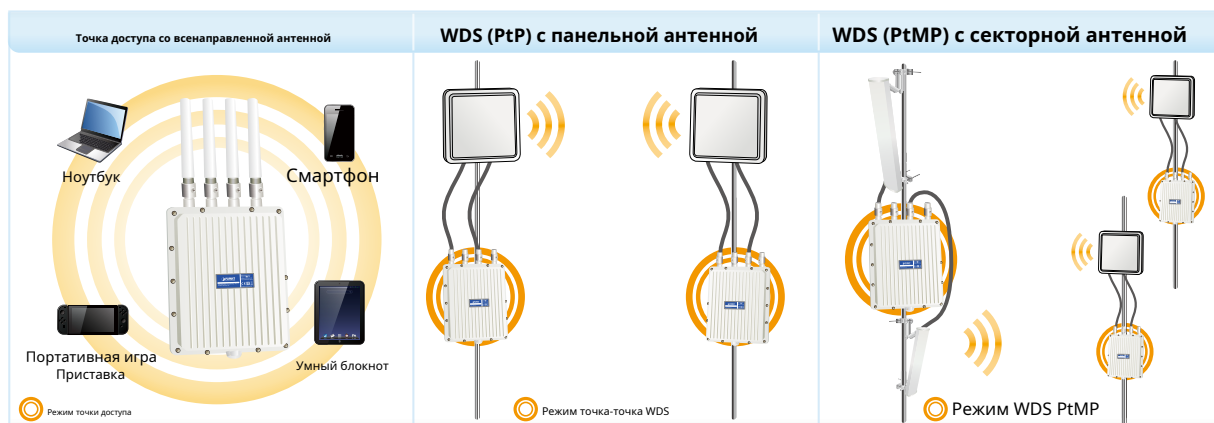 Точка доступа со всенаправленной антенной
WDS (PtP) с панельной антенной
WDS (PtMP) с секторной антенной
Ноутбук
Смартфон
Портативная игра
Приставка
Умный блокнот
Режим точки доступа
Режим точка-точка WDS
Режим WDS PtMP